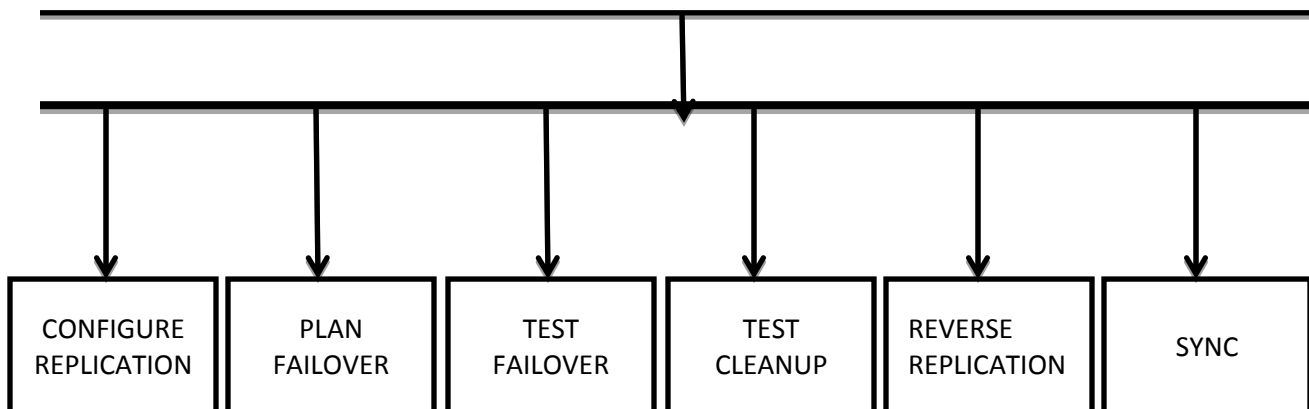 CONFIGURE
REPLICATION
PLAN
FAILOVER
TEST
FAILOVER
TEST
CLEANUP
REVERSE
REPLICATION
SYNC